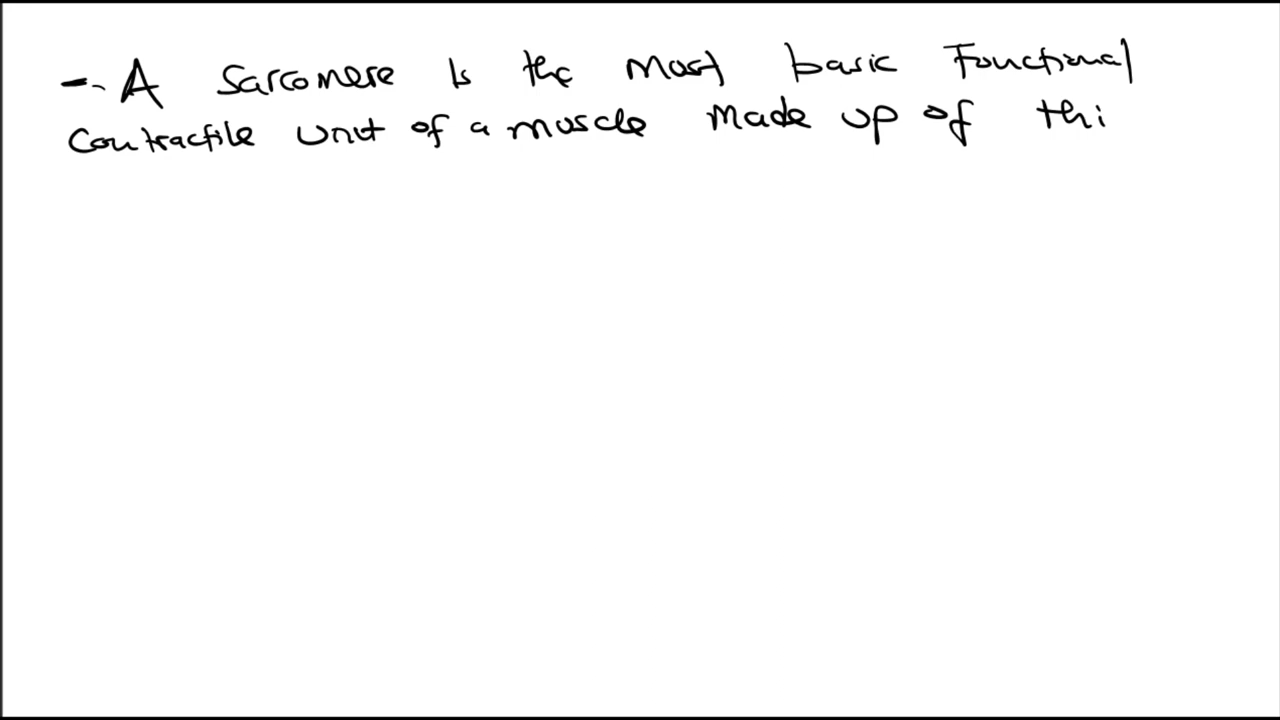 -. A Sarcomere is the most basic Functional
Contractile unit of a muscle made up of thi